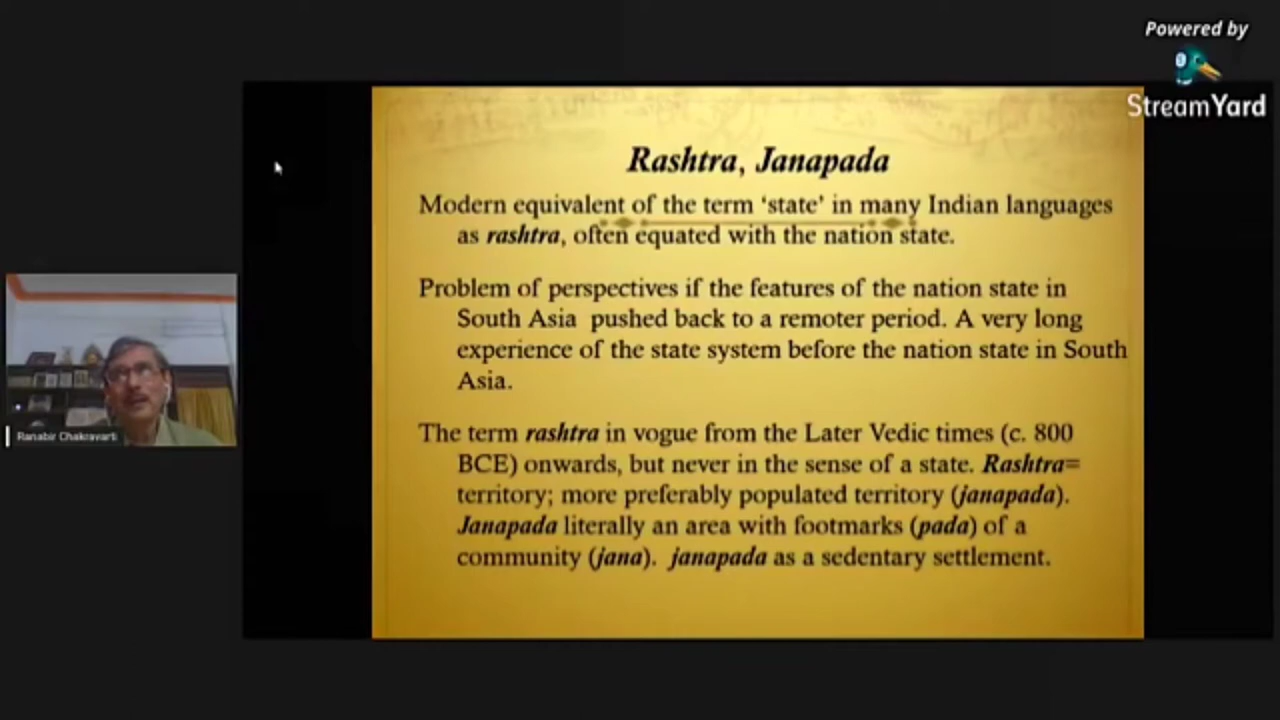 Powered by
StreamYard
Rashtra, Janapada
Modern equivalent of the term ‘state’ in many Indian languages
as rashtra, often equated with the nation state.
Problem of perspectives if the features of the nation state in
South Asia pushed back to a remoter period. A very long
experience of the state system before the nation state in South
Asia.
The term rashtra in vogue from the Later Vedic times (c. 800
BCE) onwards, but never in the sense of a state. Rashtra=
territory; more preferably populated territory (janapada).
Janapada literally an area with footmarks (pada) of a
community (jana). janapada as a sedentary settlement.
Ranabir Chakravarti